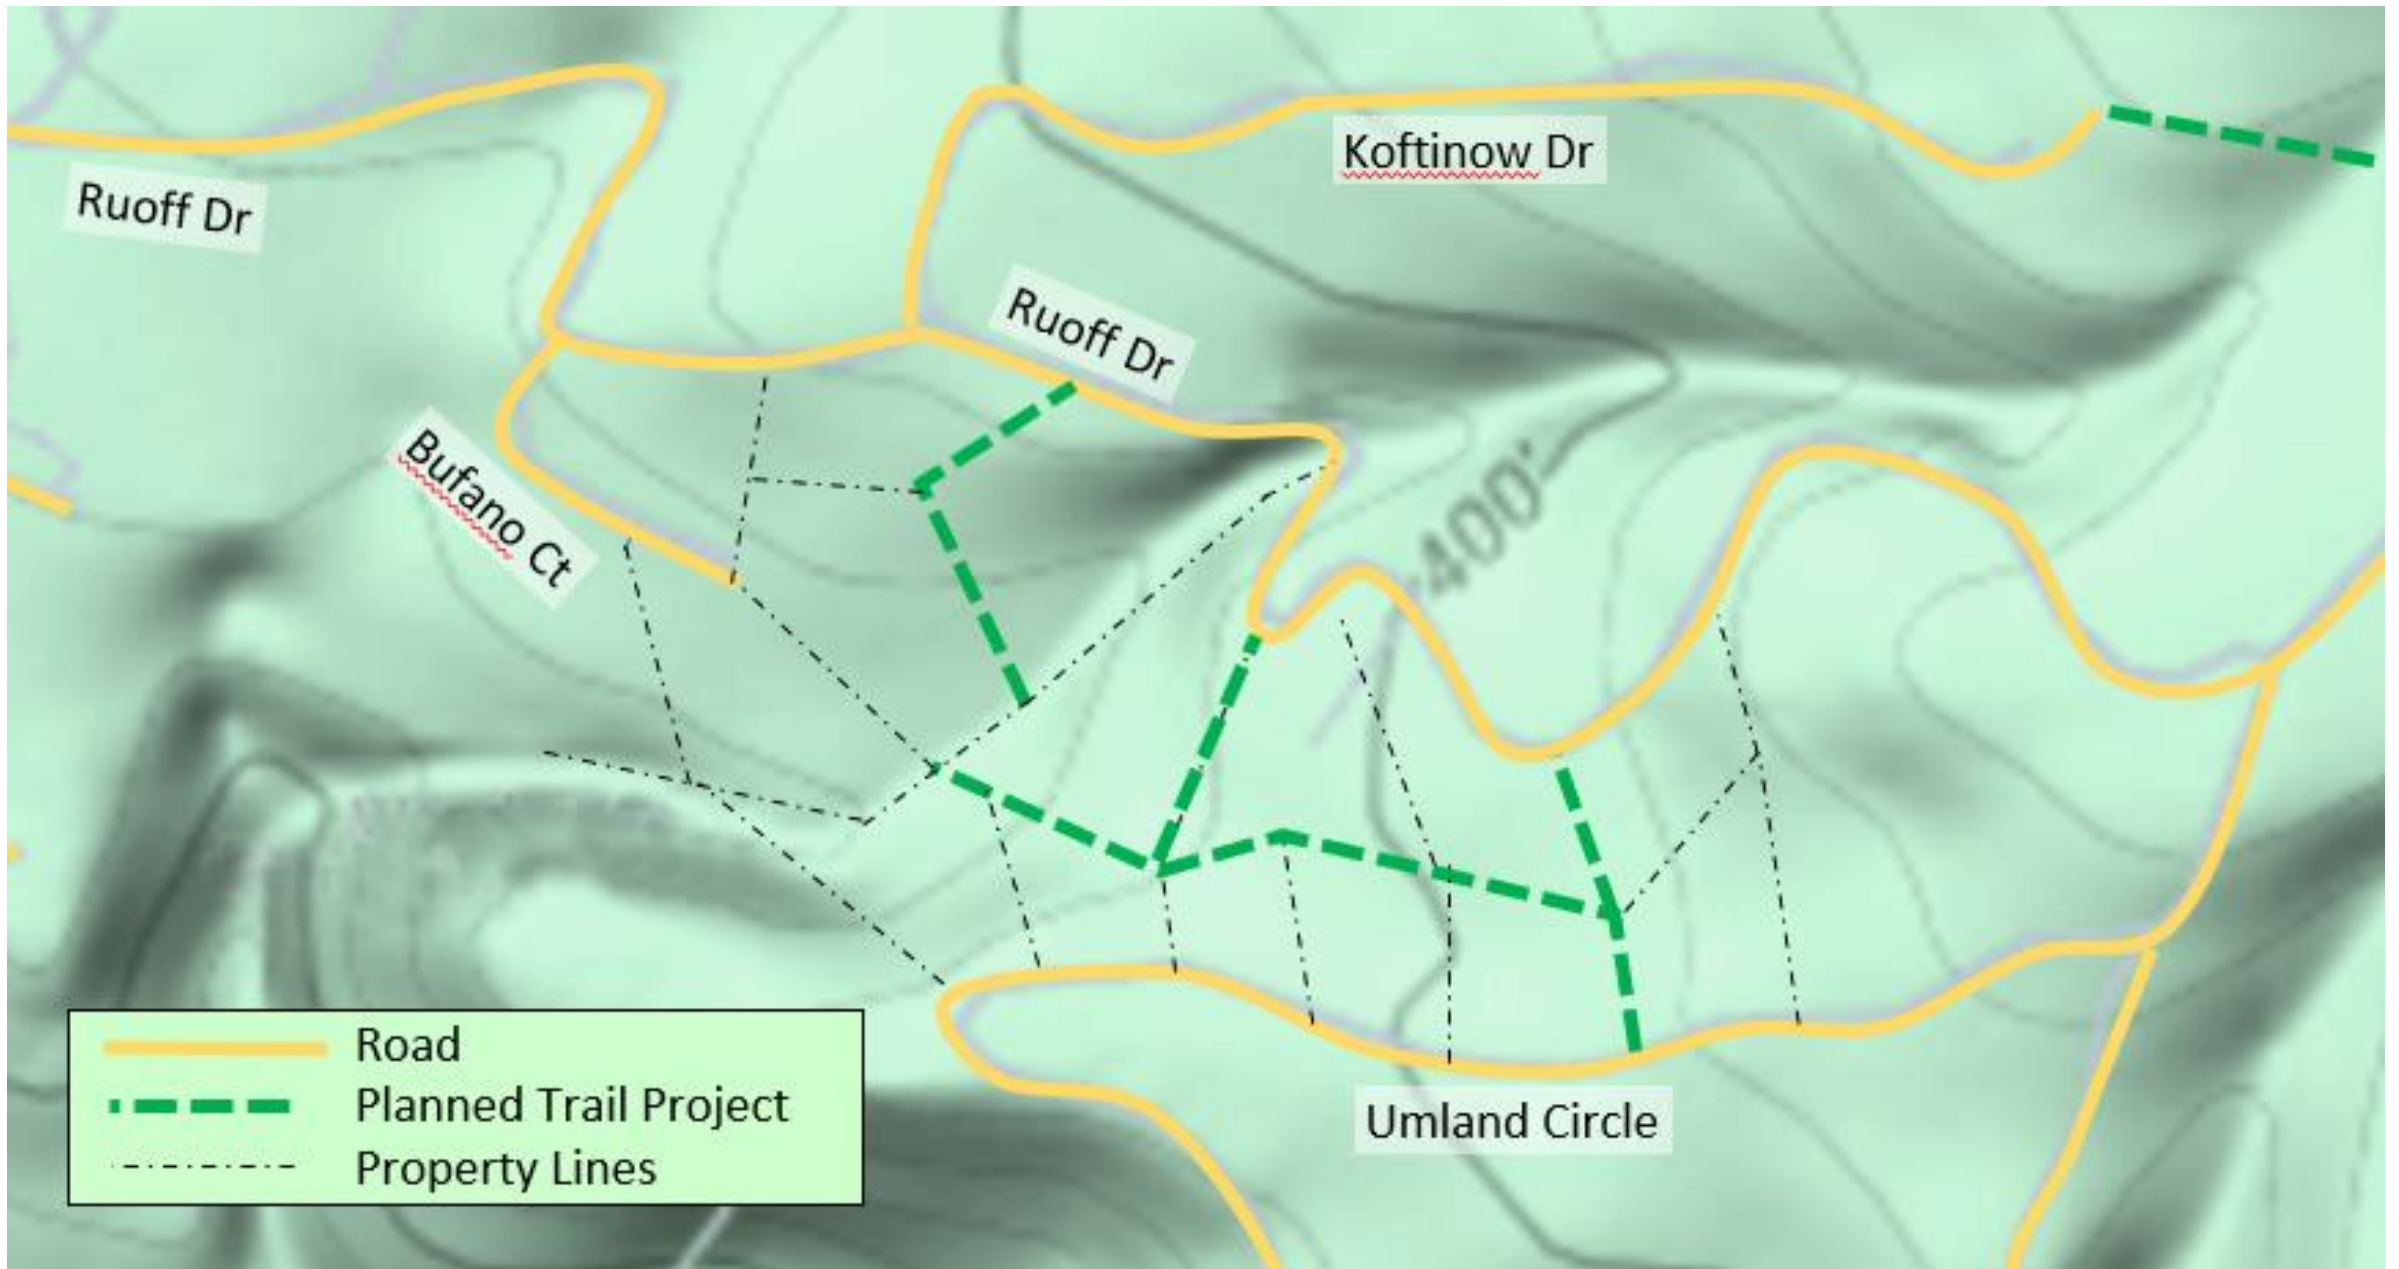 Koftinow Dr
Ruoff Dr
Ruoff Dr
Bufano Ct
400'
Umland Circle
Road
Planned Trail Project
Property Lines